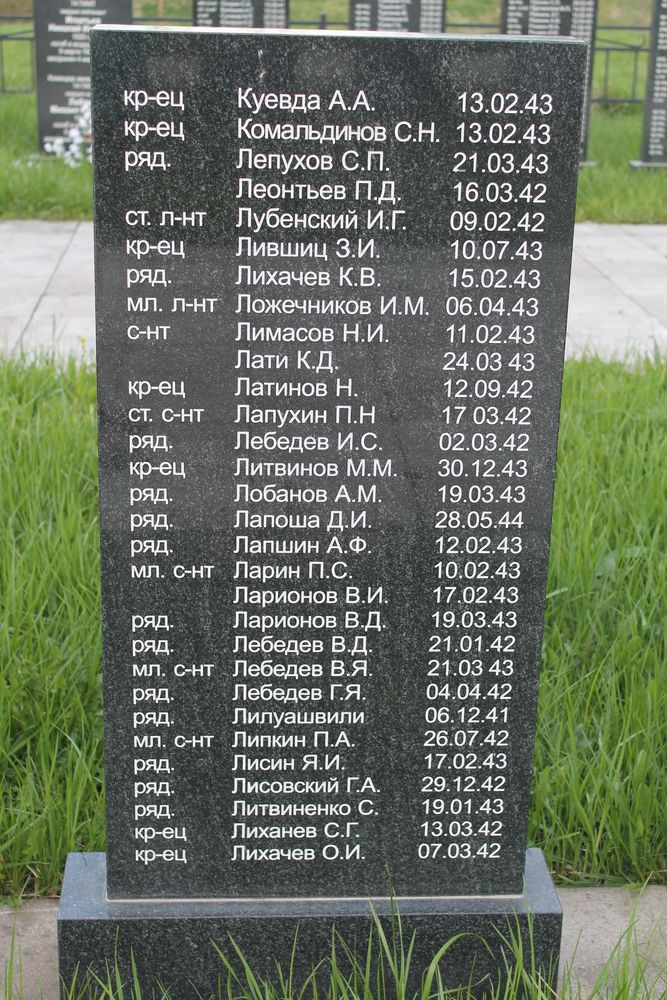 кр-ец Куевда А.А. 13.02.43
кр-ец Комальдинов С.Н. 13.02.43
ряд. Лепухов С.П. 21.03.43
Леонтьев П.Д. 16.03.42
ст. л-нт Лубенский И.Г. 09.02.42
кр-ец Лившиц З.И. 10.07.43
ряд. Лихачев К.В. 15.02.43
мл. л-нт Ложечников И.М. 06.04.43
с-нт Лимасов Н.И. 11.02.43
Лати К.Д. 24.03 43
кр-ец Латинов Н. 12.09.42
ст. с-нт Лапухин П.Н 17 03.42
ряд. Лебедев И.С. 02.03.42
кр-ец Литвинов М.М. 30.12.43
ряд. Лобанов А.М. 19.03.43
ряд. Лапоша Д.И. 28.05.44
ряд. Лапшин А.Ф. 12.02.43
мл. с-нт Ларин П.С. 10.02.43
Ларионов В.И. 17.02.43
ряд. Ларионов В.Д. 19.03.43
ряд. Лебедев В.Д. 21.01.42
мл. с-нт Лебедев В.Я. 21.03 43
ряд. Лебедев Г.Я. 04.04.42
ряд. Лилуашвили 06.12.41
мл. с-нт Липкин П.А. 26.07.42
ряд. Лисин Я.И. 17.02.43
ряд. Лисовский Г.А. 29.12.42
ряд. Литвиненко С. 19.01.43
кр-ец Лиханев С.Г. 13.03.42
кр-ец Лихачев О.И. 07.03.42